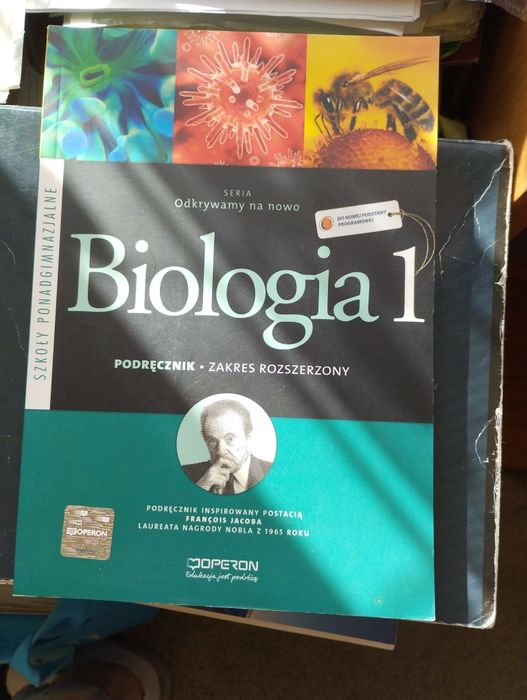 SERIA
Odkrywamy na nowo
DO NOWEJ PODSTAWY
PROGRAMOWEJ
SZKOŁY PONADGIMNAZJALNE
Biologia 1
PODRĘCZNIK • ZAKRES ROZSZERZONY
PODRĘCZNIK INSPIROWANY POSTACIĄ
FRANÇOIS JACOBA
LAUREATA NAGRODY NOBLA Z 1965 ROKU
OPERON
OPERON
Edukacja jest podróżą